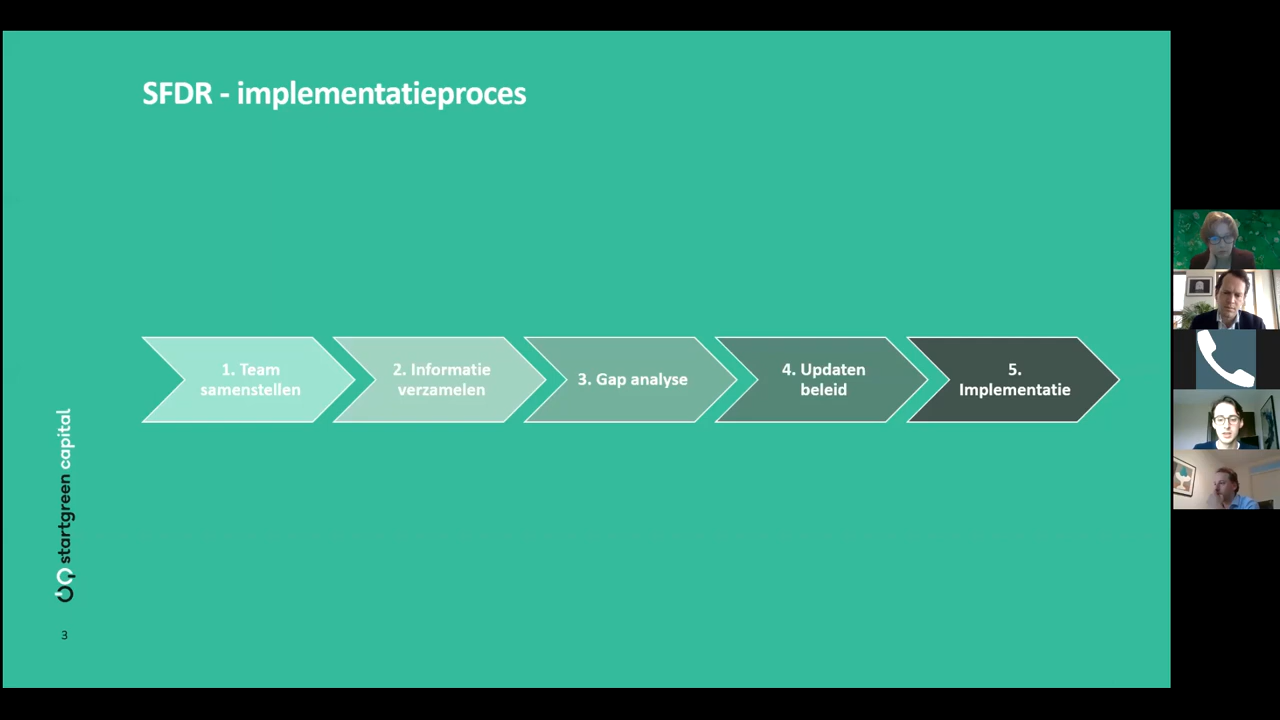 SFDR - implementatieproces
1. Team
samenstellen
2. Informatie
verzamelen
3. Gap analyse
4. Updaten
beleid
5.
Implementatie
startgreen capital
3